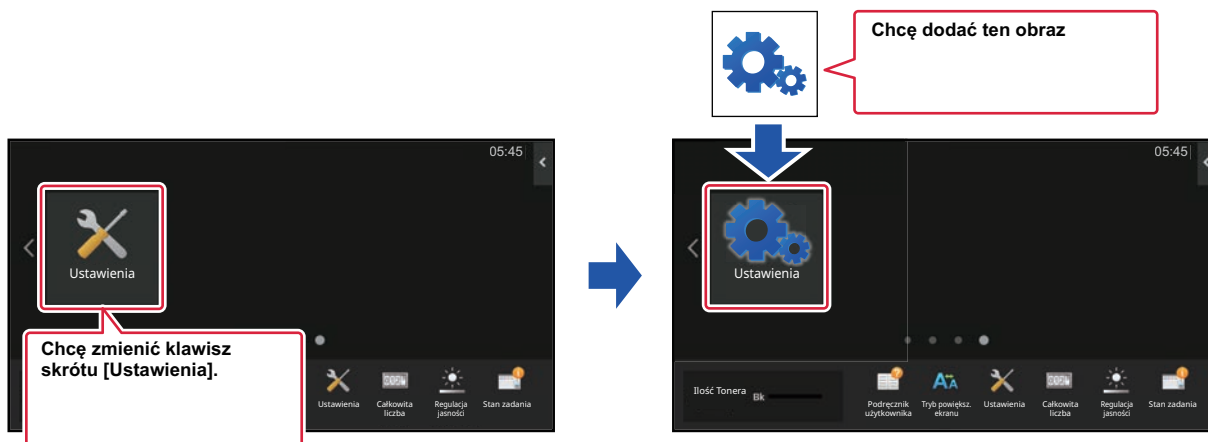 Chcę dodać ten obraz
05:45
Ustawienia
Chcę zmienić klawisz
skrótu [Ustawienia].
Ustawienia
Całkowita
liczba
Regulacja
jasności
Stan zadania
05:45
Ustawienia
Ilość Tonera
Bk
Podręcznik
użytkownika
Tryb powiększ.
ekranu
Ustawienia
Całkowita
liczba
Regulacja
jasności
Stan zadania